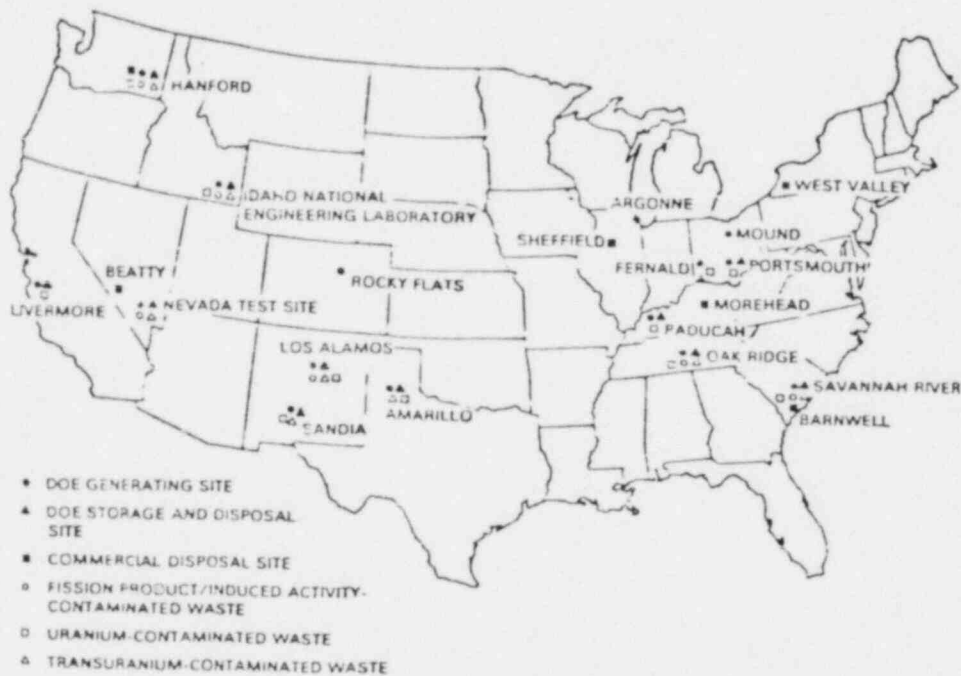 HANFORD
IDAHO NATIONAL
ENGINEERING LABORATORY
WEST VALLEY
ARGONNE
MOUND
SHEFFIELD
FERNALD
PORTSMOUTH
BEATTY
ROCKY FLATS
LIVERMORE
NEVADA TEST SITE
MOREHEAD
PADUCAH
LOS ALAMOS
OAK RIDGE
SAVANNAH RIVER
AMARILLO
BARNWELL
SANDIA
DOE GENERATING SITE
DOE STORAGE AND DISPOSAL
SITE
COMMERCIAL DISPOSAL SITE
FISSION PRODUCT/INDUCED ACTIVITY-
CONTAMINATED WASTE
URANIUM-CONTAMINATED WASTE
TRANSURANIUM-CONTAMINATED WASTE